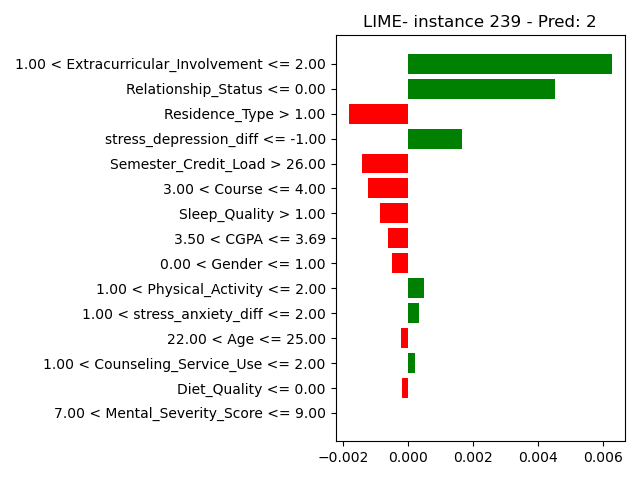 LIME- instance 239 - Pred: 2
1.00 < Extracurricular_Involvement <= 2.00
Relationship_Status <= 0.00
Residence_Type > 1.00
stress_depression_diff <= -1.00
Semester_Credit_Load > 26.00
3.00 < Course <= 4.00
Sleep_Quality > 1.00
3.50 < CGPA <= 3.69
0.00 < Gender <= 1.00
1.00 < Physical_Activity <= 2.00
1.00 < stress_anxiety_diff <= 2.00
22.00 < Age <= 25.00
1.00 < Counseling_Service_Use <= 2.00
Diet_Quality <= 0.00
7.00 < Mental_Severity_Score <= 9.00
−0.002 0.000 0.002 0.004 0.006